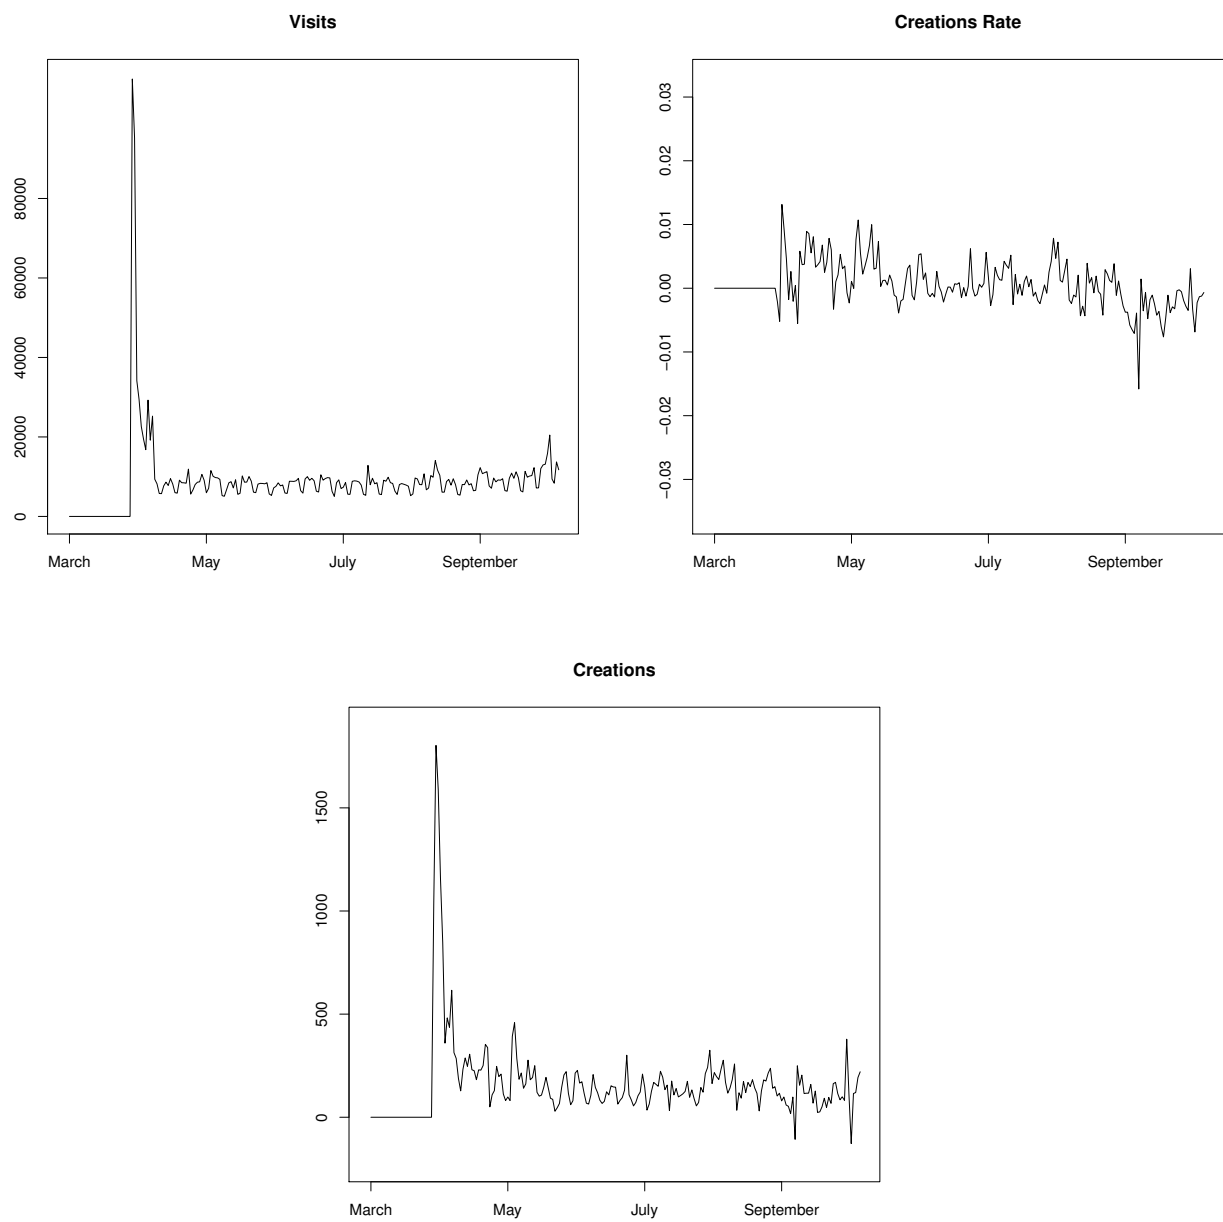 Visits
80000
60000
40000
20000
0
March May July September
Creations Rate
0.03
0.02
0.01
0.00
−0.01
−0.02
−0.03
March May July September
Creations
1500
1000
500
0
March May July September